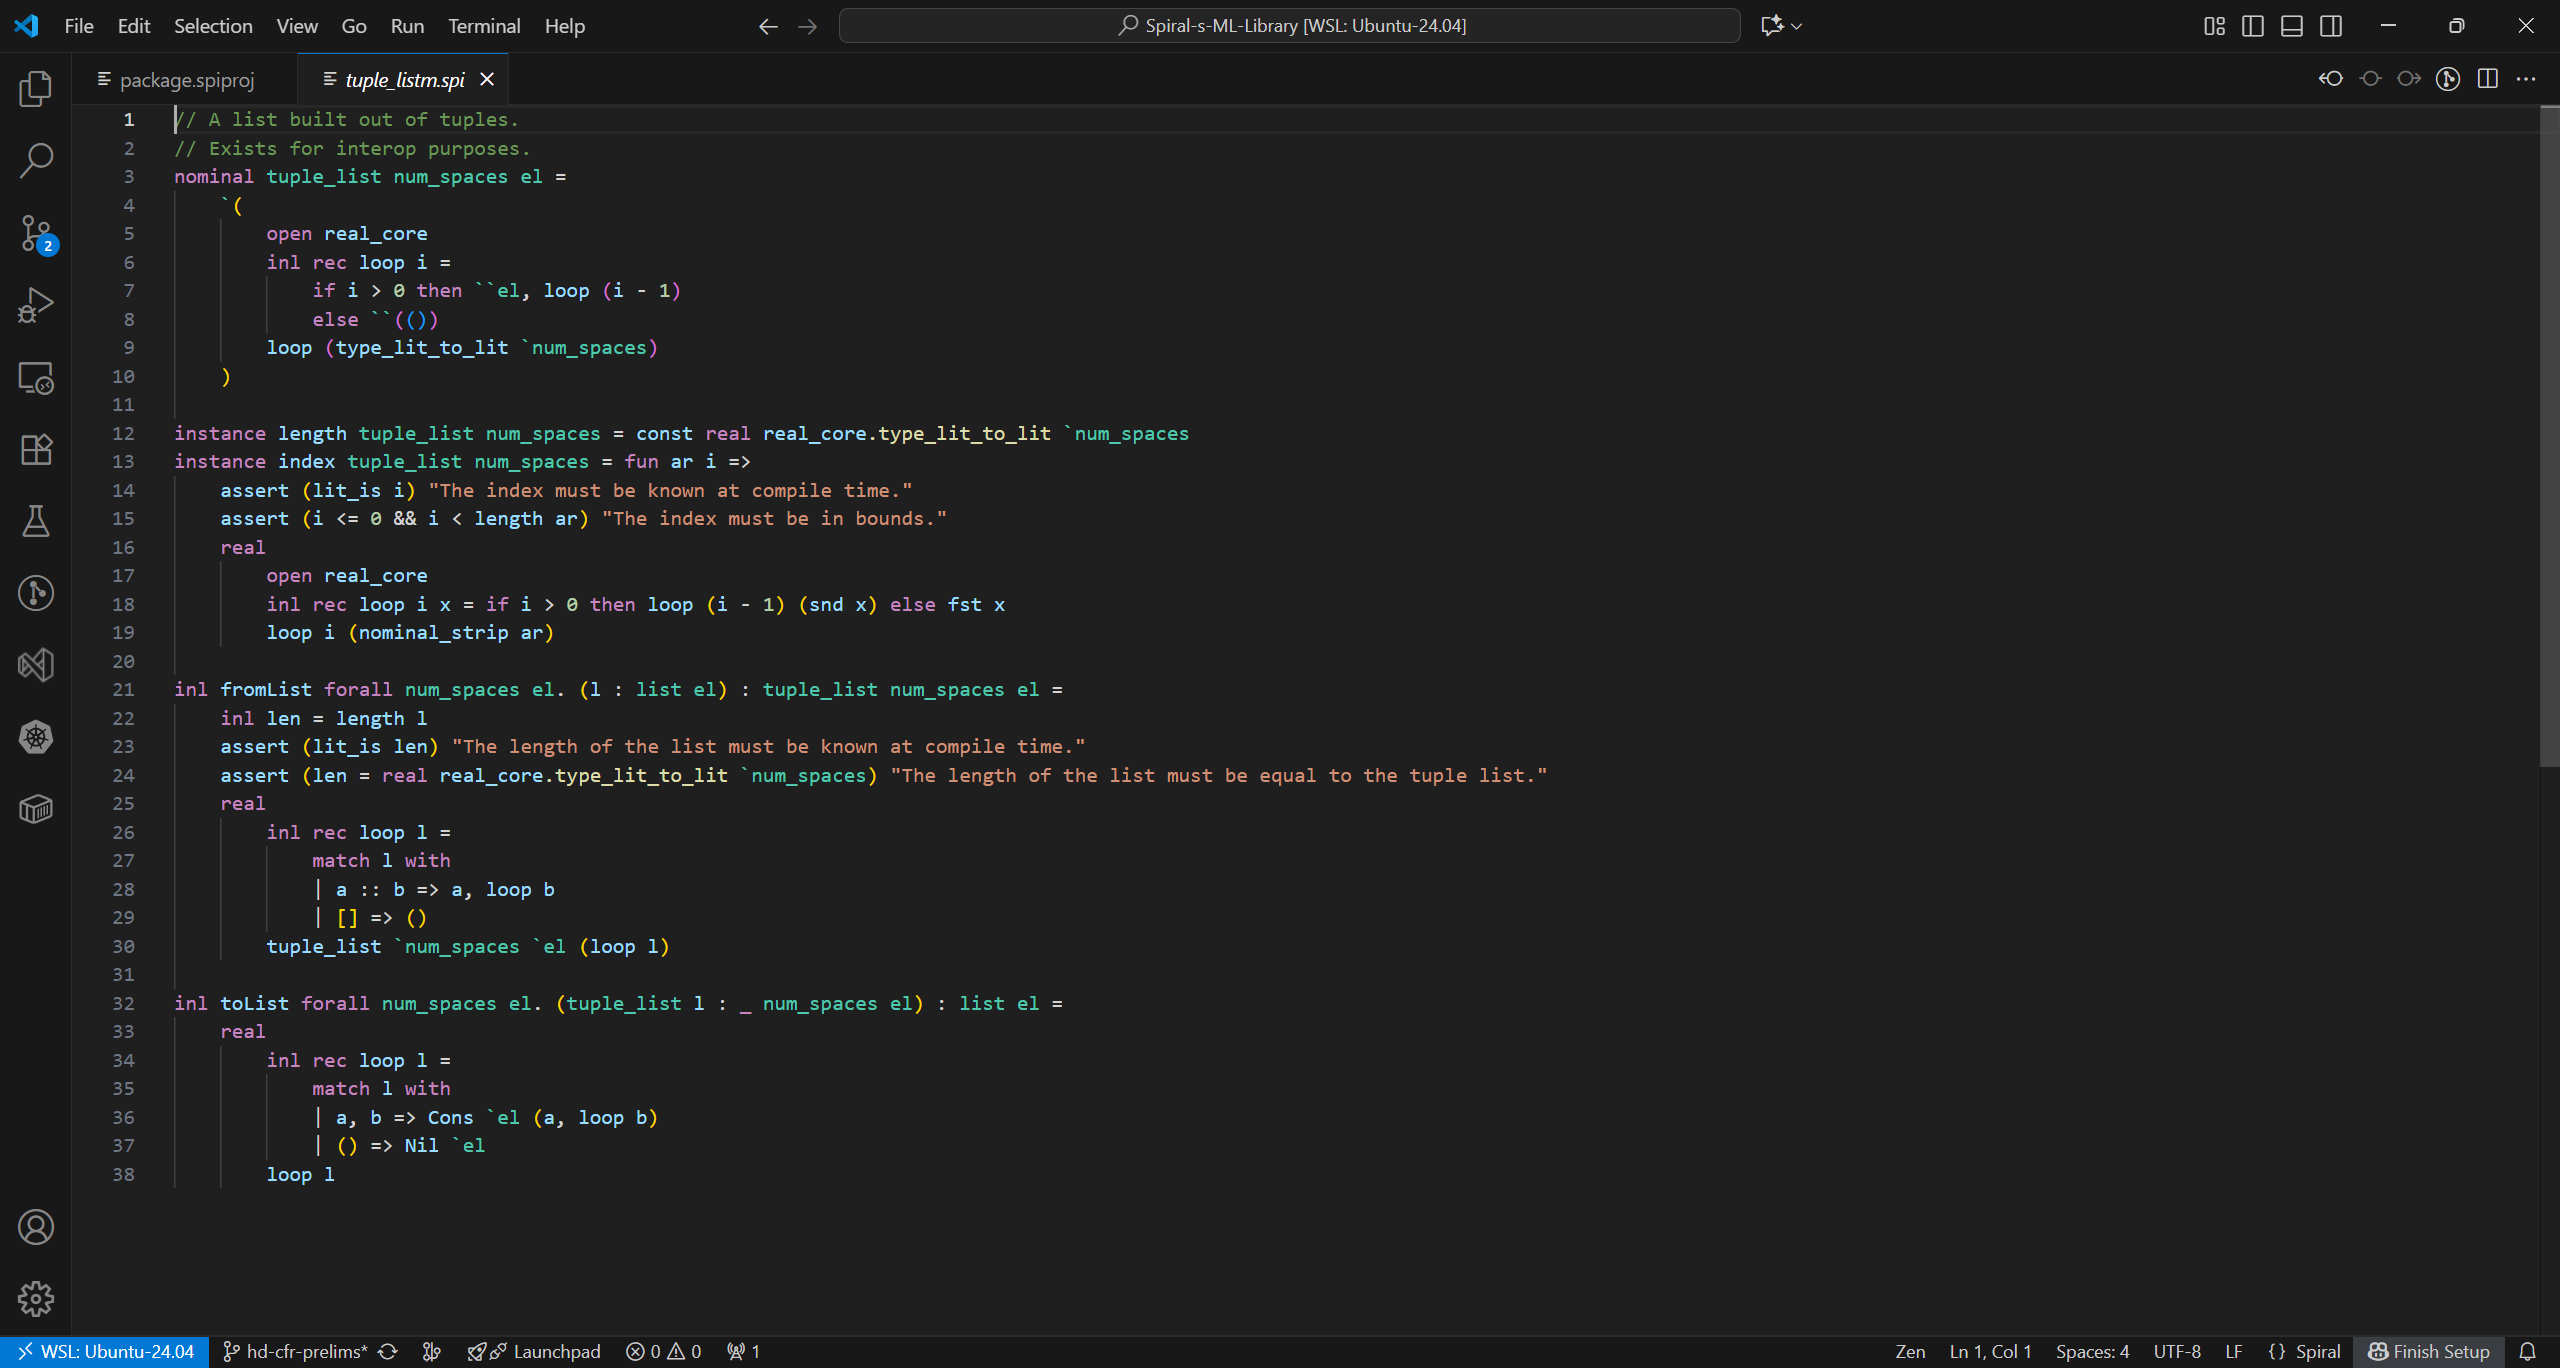 File Edit Selection View Go Run Terminal Help
Spiral-s-ML-Library [WSL: Ubuntu-24.04]
package.spiproj
tuple_listm.spi
1 // A list built out of tuples.
2 // Exists for interop purposes.
3 nominal tuple_list num_spaces el =
4     `(
5         open real_core
6         inl rec loop i =
7             if i > 0 then ``el, loop (i - 1)
8             else ``(())
9         loop (type_lit_to_lit `num_spaces)
10     )
11
12 instance length tuple_list num_spaces = const real real_core.type_lit_to_lit `num_spaces
13 instance index tuple_list num_spaces = fun ar i =>
14     assert (lit_is i) "The index must be known at compile time."
15     assert (i <= 0 && i < length ar) "The index must be in bounds."
16     real
17         open real_core
18         inl rec loop i x = if i > 0 then loop (i - 1) (snd x) else fst x
19         loop i (nominal_strip ar)
20
21 inl fromList forall num_spaces el. (l : list el) : tuple_list num_spaces el =
22     inl len = length l
23     assert (lit_is len) "The length of the list must be known at compile time."
24     assert (len = real real_core.type_lit_to_lit `num_spaces) "The length of the list must be equal to the tuple list."
25     real
26         inl rec loop l =
27             match l with
28             | a :: b => a, loop b
29             | [] => ()
30         tuple_list `num_spaces `el (loop l)
31
32 inl toList forall num_spaces el. (tuple_list l : _ num_spaces el) : list el =
33     real
34         inl rec loop l =
35             match l with
36             | a, b => Cons `el (a, loop b)
37             | () => Nil `el
38         loop l
2
WSL: Ubuntu-24.04 hd-cfr-prelims* Launchpad 0 0 1 Zen Ln 1, Col 1 Spaces: 4 UTF-8 LF {} Spiral Finish Setup